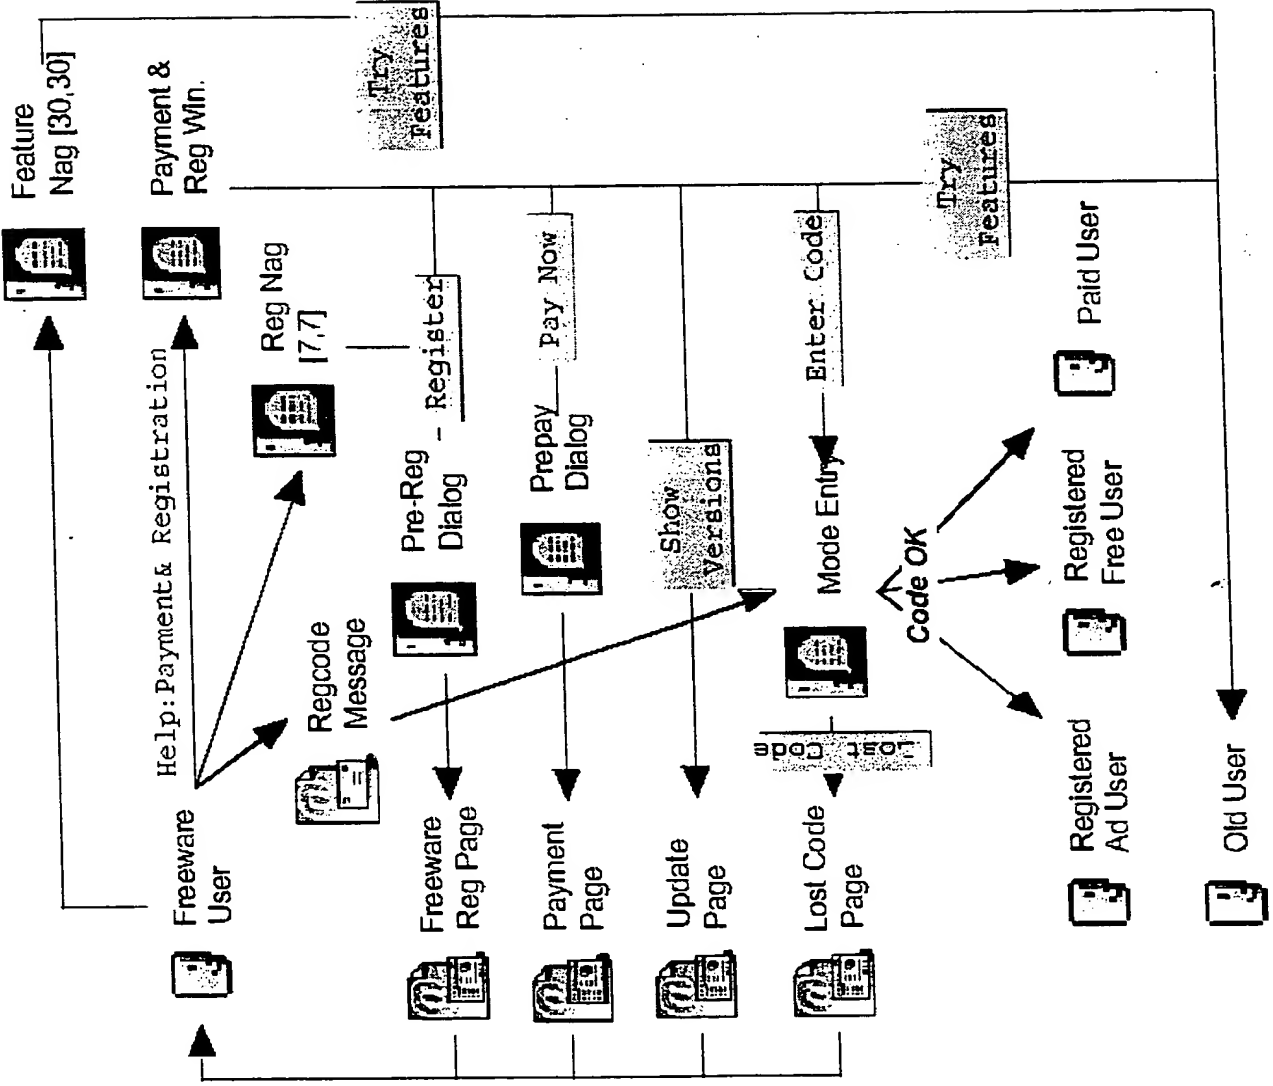 Feature
Nag [30,30]
Payment &
Reg Win.
Try
Features
Help:Payment & Registration
Reg Nag
[7,7]
Register
Pay Now
Enter Code
Try
Features
Paid User
Pre-Reg
Dialog
Prepay
Dialog
Show
Versions
Mode Entry
Code OK
Registered
Free User
Regcode
Message
Lost Code
Freeware
User
Freeware
Reg Page
Payment
Page
Update
Page
Lost Code
Page
Registered
Ad User
Old User